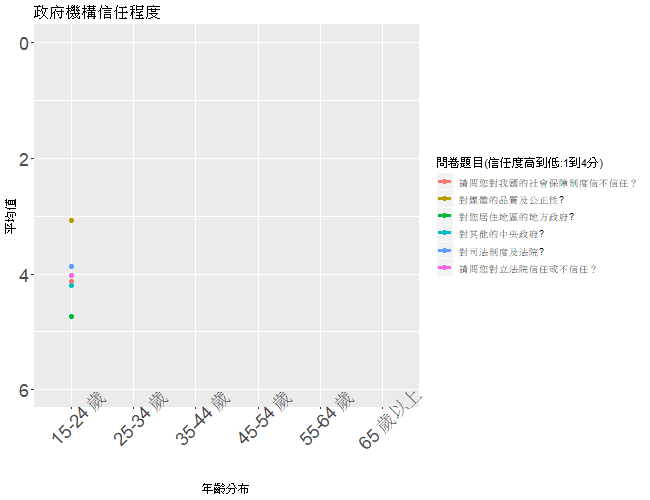 政府機構信任程度
平均值
0
2
4
6
15-24 歲
25-34 歲
35-44 歲
45-54 歲
55-64 歲
65 歲以上
年齡分布
問卷題目(信任度高到低:1到4分)
請問您對我國的社會保障制度信不信任？
對媒體的品質及公正性?
對您居住地區的地方政府?
對其他的中央政府?
對司法制度及法院?
請問您對立法院信任或不信任？